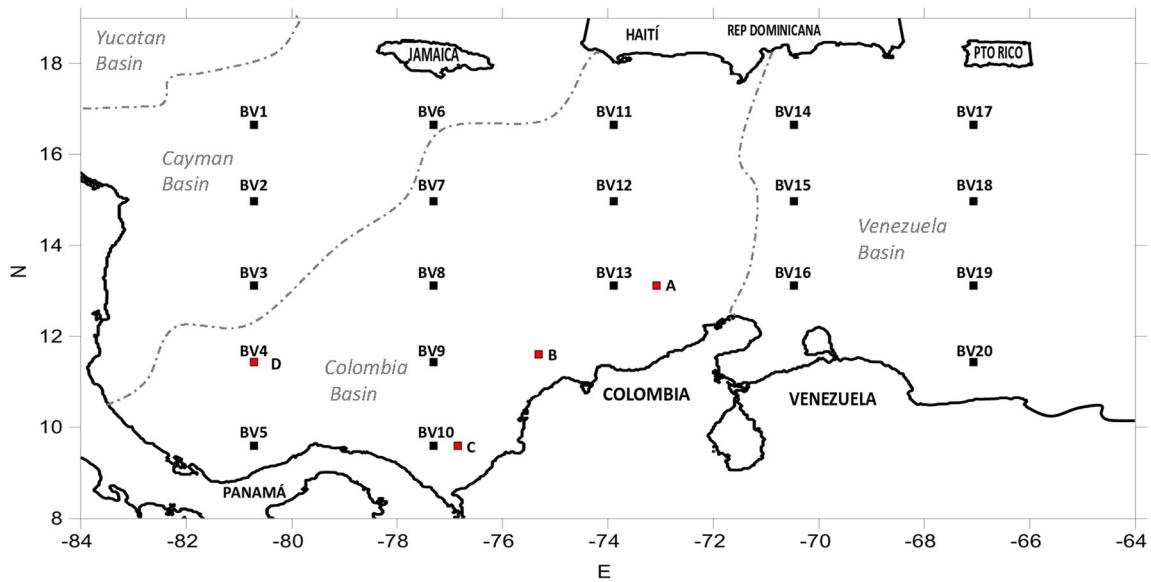 Yucatan
Basin
JAMAICA
HAITÍ
REP DOMINICANA
PTO RICO
18
BV1
BV6
BV11
BV14
BV17
16
Cayman
Basin
BV2
BV7
BV12
BV15
BV18
14
Venezuela
Basin
BV3
BV8
BV13
A
BV16
BV19
N
12
BV4
D
BV9
B
BV20
Colombia
Basin
COLOMBIA
VENEZUELA
10
BV5
BV10
C
PANAMÁ
8
-84
-82
-80
-78
-76
-74
-72
-70
-68
-66
-64
E